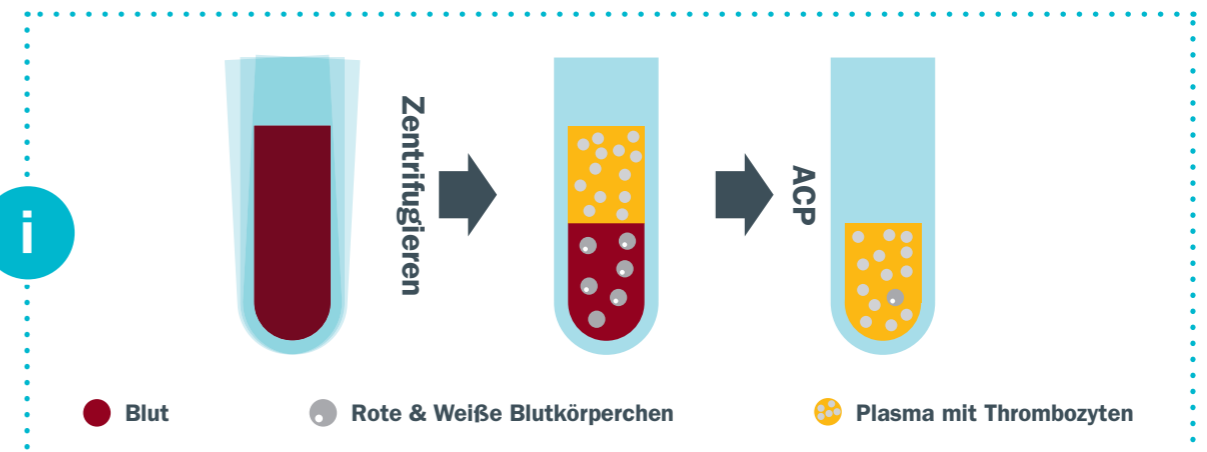 i
Zentrifugieren
ACP
Blut
Rote & Weiße Blutkörperchen
Plasma mit Thrombozyten